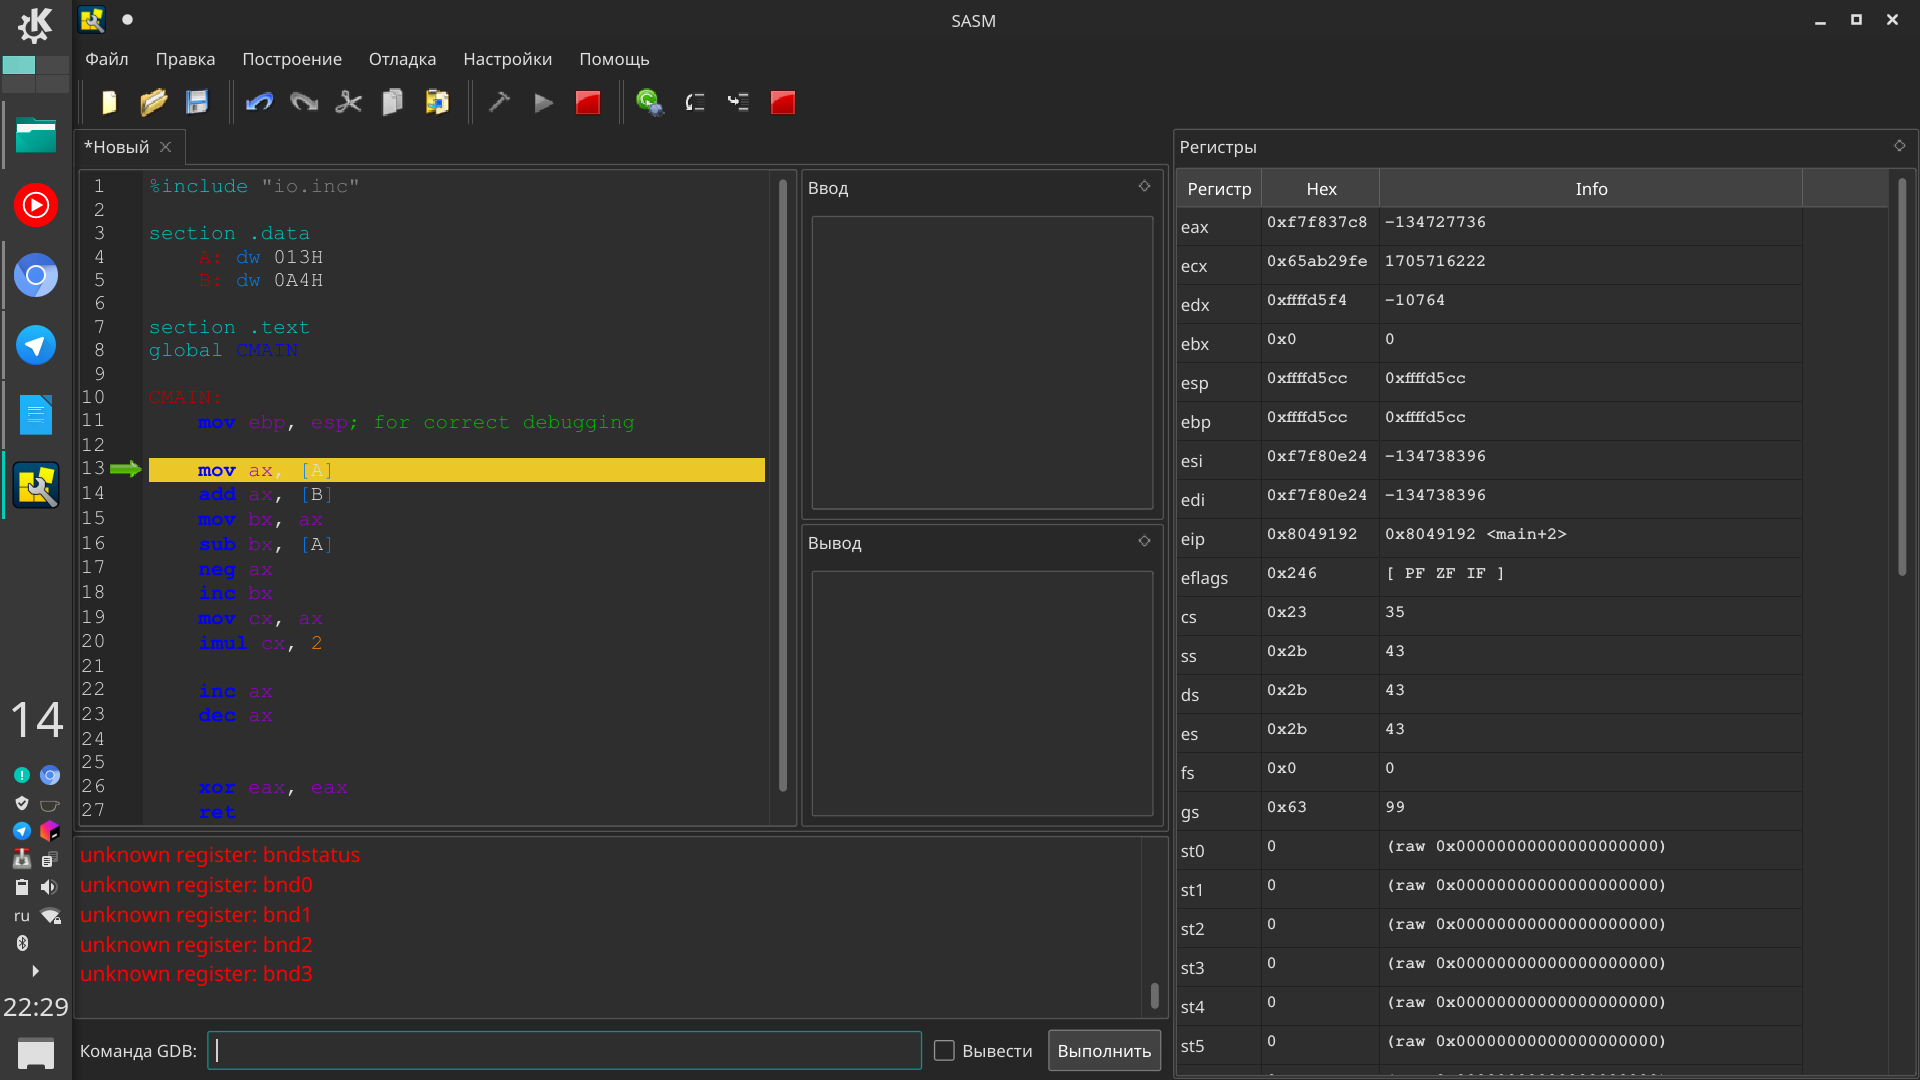 SASM
Файл Правка Построение Отладка Настройки Помощь
*Новый
1 %include "io.inc"
2
3 section .data
4 A: dw 013H
5 B: dw 0A4H
6
7 section .text
8 global CMAIN
9
10 CMAIN:
11 mov ebp, esp; for correct debugging
12
13 mov ax, [A]
14 add ax, [B]
15 mov bx, ax
16 sub bx, [A]
17 neg ax
18 inc bx
19 mov cx, ax
20 imul cx, 2
21
22 inc ax
23 dec ax
24
25
26 xor eax, eax
27 ret
Ввод
Вывод
unknown register: bndstatus
unknown register: bnd0
unknown register: bnd1
unknown register: bnd2
unknown register: bnd3
Команда GDB: Вывести Выполнить
Регистры
Регистр Hex Info
eax 0xf7f837c8 -134727736
ecx 0x65ab29fe 1705716222
edx 0xffffd5f4 -10764
ebx 0x0 0
esp 0xffffd5cc 0xffffd5cc
ebp 0xffffd5cc 0xffffd5cc
esi 0xf7f80e24 -134738396
edi 0xf7f80e24 -134738396
eip 0x8049192 0x8049192 <main+2>
eflags 0x246 [ PF ZF IF ]
cs 0x23 35
ss 0x2b 43
ds 0x2b 43
es 0x2b 43
fs 0x0 0
gs 0x63 99
st0 0 (raw 0x00000000000000000000)
st1 0 (raw 0x00000000000000000000)
st2 0 (raw 0x00000000000000000000)
st3 0 (raw 0x00000000000000000000)
st4 0 (raw 0x00000000000000000000)
st5 0 (raw 0x00000000000000000000)
14
ru
22:29